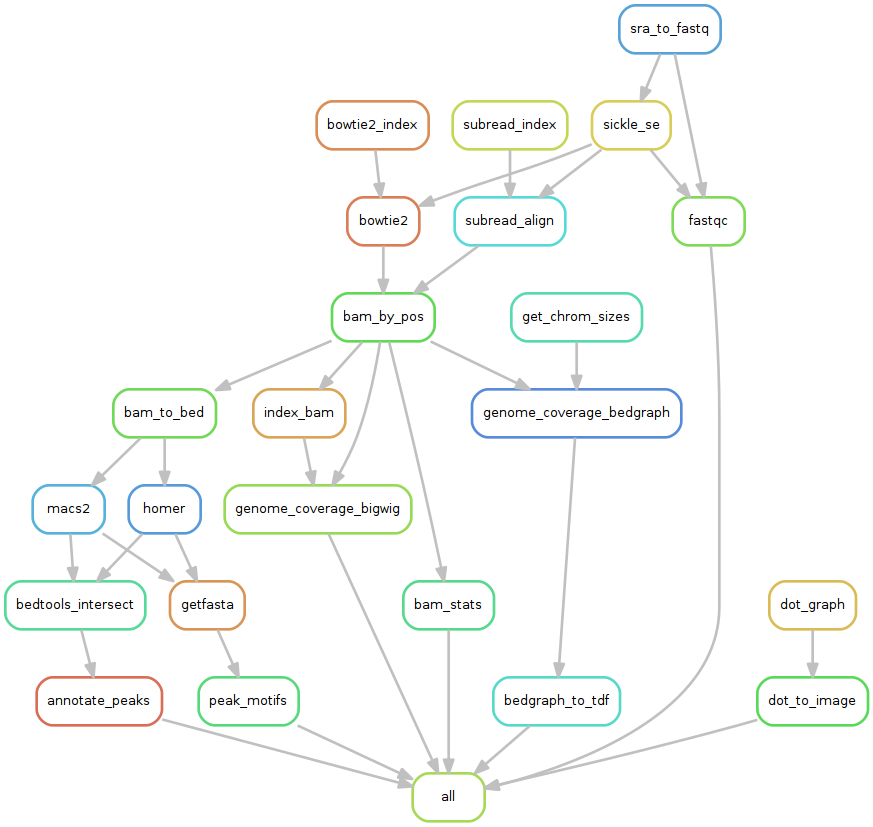 sra_to_fastq
bowtie2_index
subread_index
sickle_se
bowtie2
subread_align
fastqc
bam_by_pos
get_chrom_sizes
bam_to_bed
index_bam
genome_coverage_bedgraph
macs2
homer
genome_coverage_bigwig
bedtools_intersect
getfasta
bam_stats
dot_graph
annotate_peaks
peak_motifs
bedgraph_to_tdf
dot_to_image
all